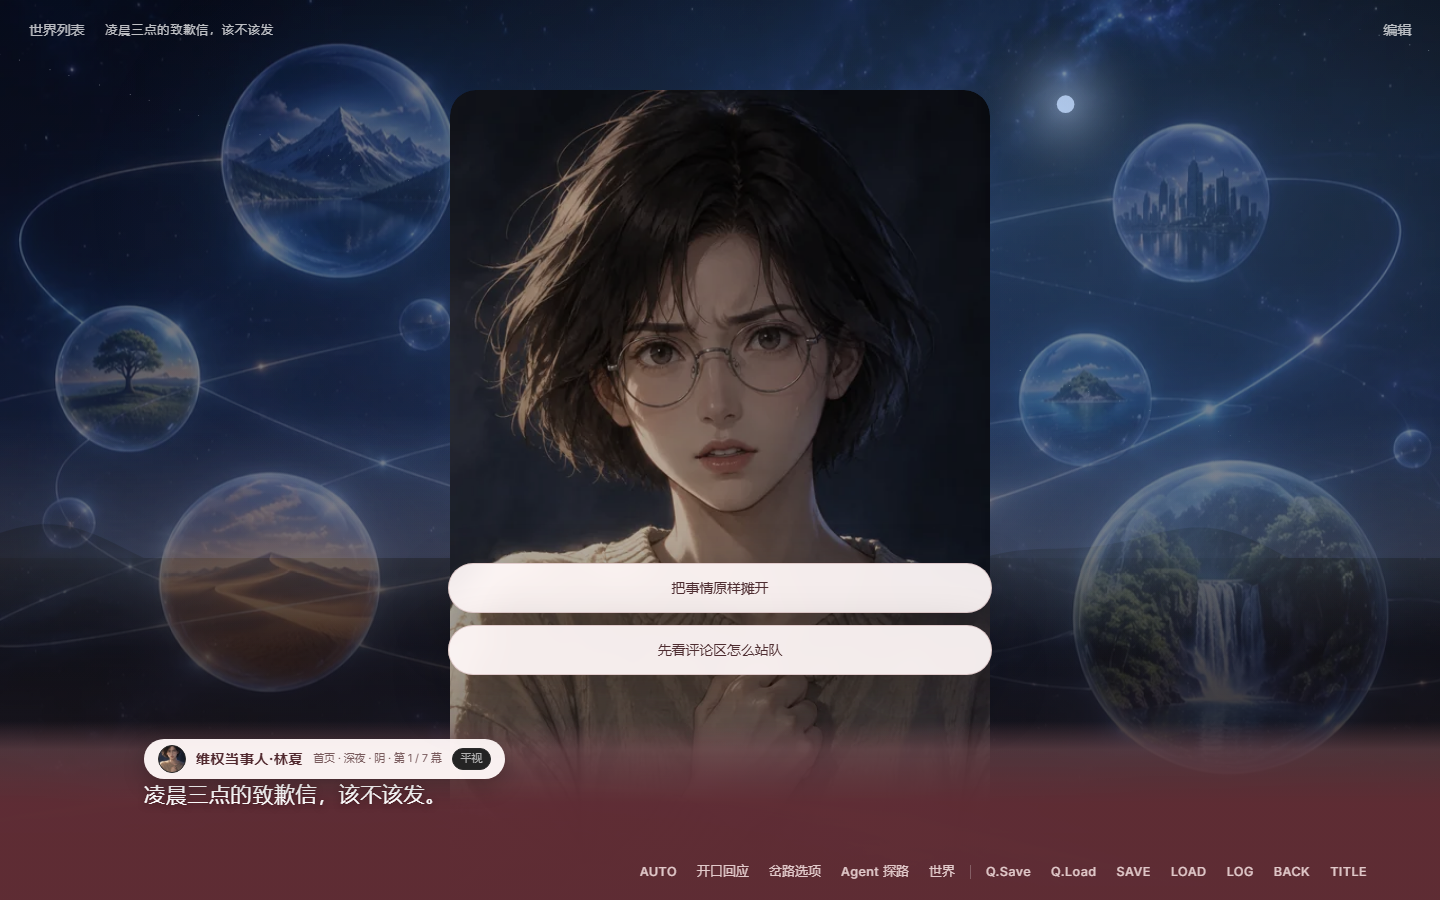 世界列表 凌晨三点的致歉信，该不该发 编辑
把事情原样摊开
先看评论区怎么站队
维权当事人·林夏 首页 · 深夜 · 阴 · 第 1 / 7 幕 平视
凌晨三点的致歉信，该不该发。
AUTO 开口回应 岔路选项 Agent 探路 世界 Q.Save Q.Load SAVE LOAD LOG BACK TITLE